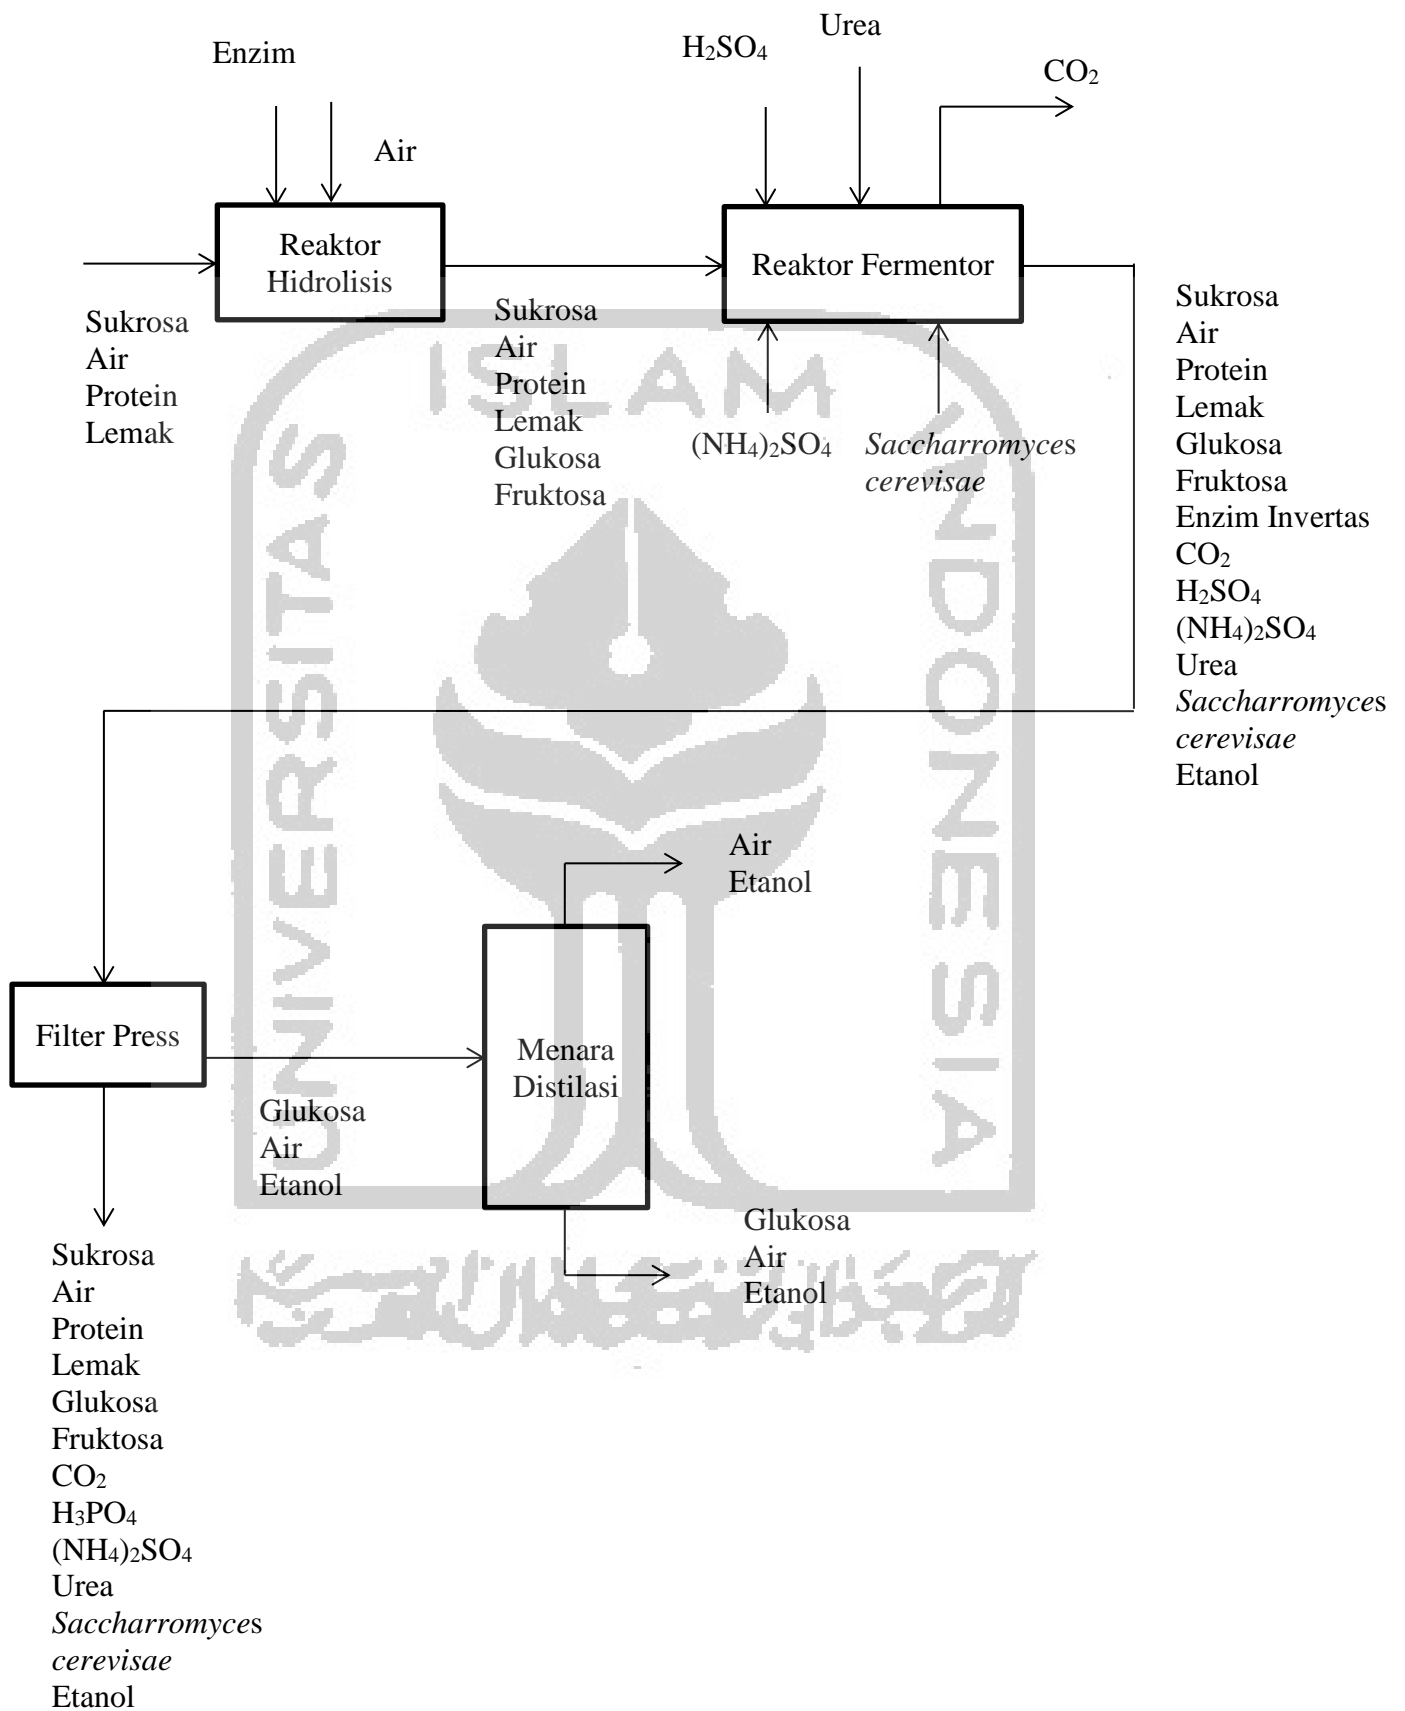 Enzim
H₂SO₄
Urea
CO₂
Air
Reaktor
Hidrolisis
Reaktor Fermentor
Sukrosa
Air
Protein
Lemak
Sukrosa
Air
Protein
Lemak
Glukosa
Fruktosa
(NH₄)₂SO₄
Saccharromyces
cerevisae
Sukrosa
Air
Protein
Lemak
Glukosa
Fruktosa
Enzim Invertas
CO₂
H₂SO₄
(NH₄)₂SO₄
Urea
Saccharromyces
cerevisae
Etanol
Air
Etanol
Filter Press
Menara
Distilasi
Glukosa
Air
Etanol
Glukosa
Air
Etanol
Sukrosa
Air
Protein
Lemak
Glukosa
Fruktosa
CO₂
H₃PO₄
(NH₄)₂SO₄
Urea
Saccharromyces
cerevisae
Etanol
UNIVERSITAS
ISLAM
INDONESIA